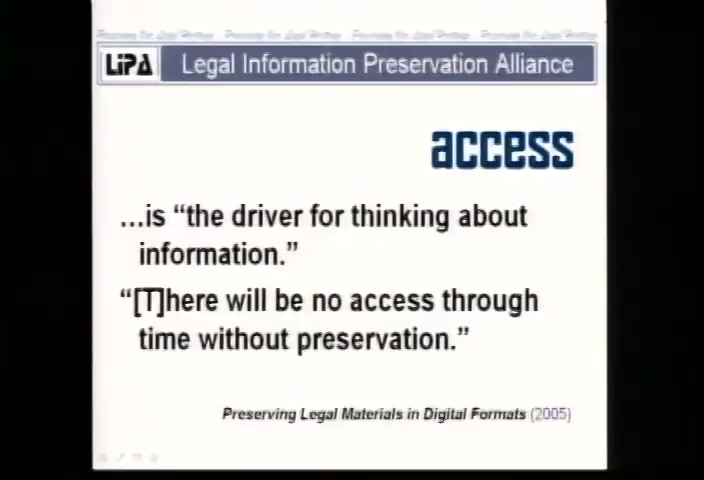 LiPA Legal Information Preservation Alliance
access
...is “the driver for thinking about
information.”
“[T]here will be no access through
time without preservation.”
Preserving Legal Materials in Digital Formats (2005)